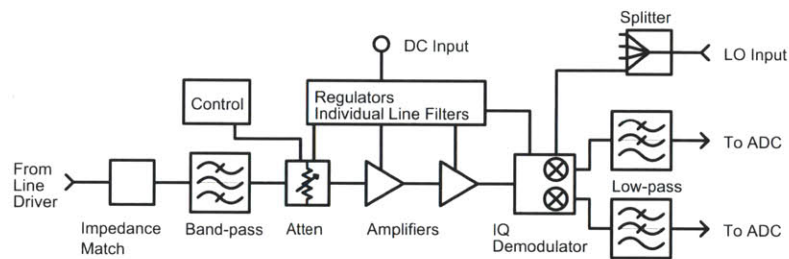 Splitter
DC Input
LO Input
Control
Regulators
Individual Line Filters
To ADC
From
Line
Driver
Low-pass
Impedance
Match
Band-pass
Atten
Amplifiers
IQ
Demodulator
To ADC